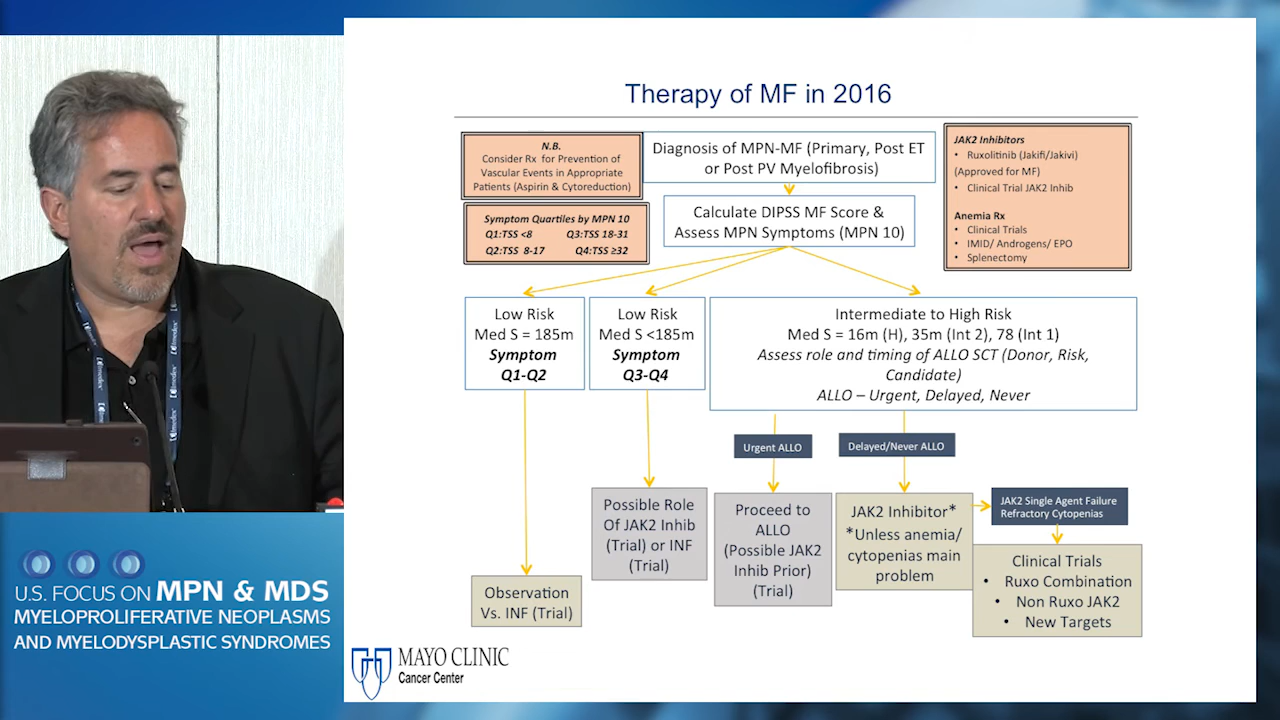 Therapy of MF in 2016
N.B.
Consider Rx for Prevention of
Vascular Events in Appropriate
Patients (Aspirin & Cytoreduction)
Diagnosis of MPN-MF (Primary, Post ET
or Post PV Myelofibrosis)
JAK2 Inhibitors
• Ruxolitinib (Jakifi/Jakivi)
(Approved for MF)
• Clinical Trial JAK2 Inhib
Anemia Rx
• Clinical Trials
• IMID/ Androgens/ EPO
• Splenectomy
Symptom Quartiles by MPN 10
Q1:TSS <8 Q3:TSS 18-31
Q2:TSS 8-17 Q4:TSS ≥32
Calculate DIPSS MF Score &
Assess MPN Symptoms (MPN 10)
Low Risk
Med S = 185m
Symptom
Q1-Q2
Low Risk
Med S <185m
Symptom
Q3-Q4
Intermediate to High Risk
Med S = 16m (H), 35m (Int 2), 78 (Int 1)
Assess role and timing of ALLO SCT (Donor, Risk,
Candidate)
ALLO – Urgent, Delayed, Never
Urgent ALLO
Delayed/Never ALLO
Observation
Vs. INF (Trial)
Possible Role
Of JAK2 Inhib
(Trial) or INF
(Trial)
Proceed to
ALLO
(Possible JAK2
Inhib Prior)
(Trial)
JAK2 Inhibitor*
*Unless anemia/
cytopenias main
problem
JAK2 Single Agent Failure
Refractory Cytopenias
Clinical Trials
• Ruxo Combination
• Non Ruxo JAK2
• New Targets
MAYO CLINIC
Cancer Center
U.S. FOCUS ON MPN & MDS
MYELOPROLIFERATIVE NEOPLASMS
AND MYELODYSPLASTIC SYNDROMES
imedex
imedex